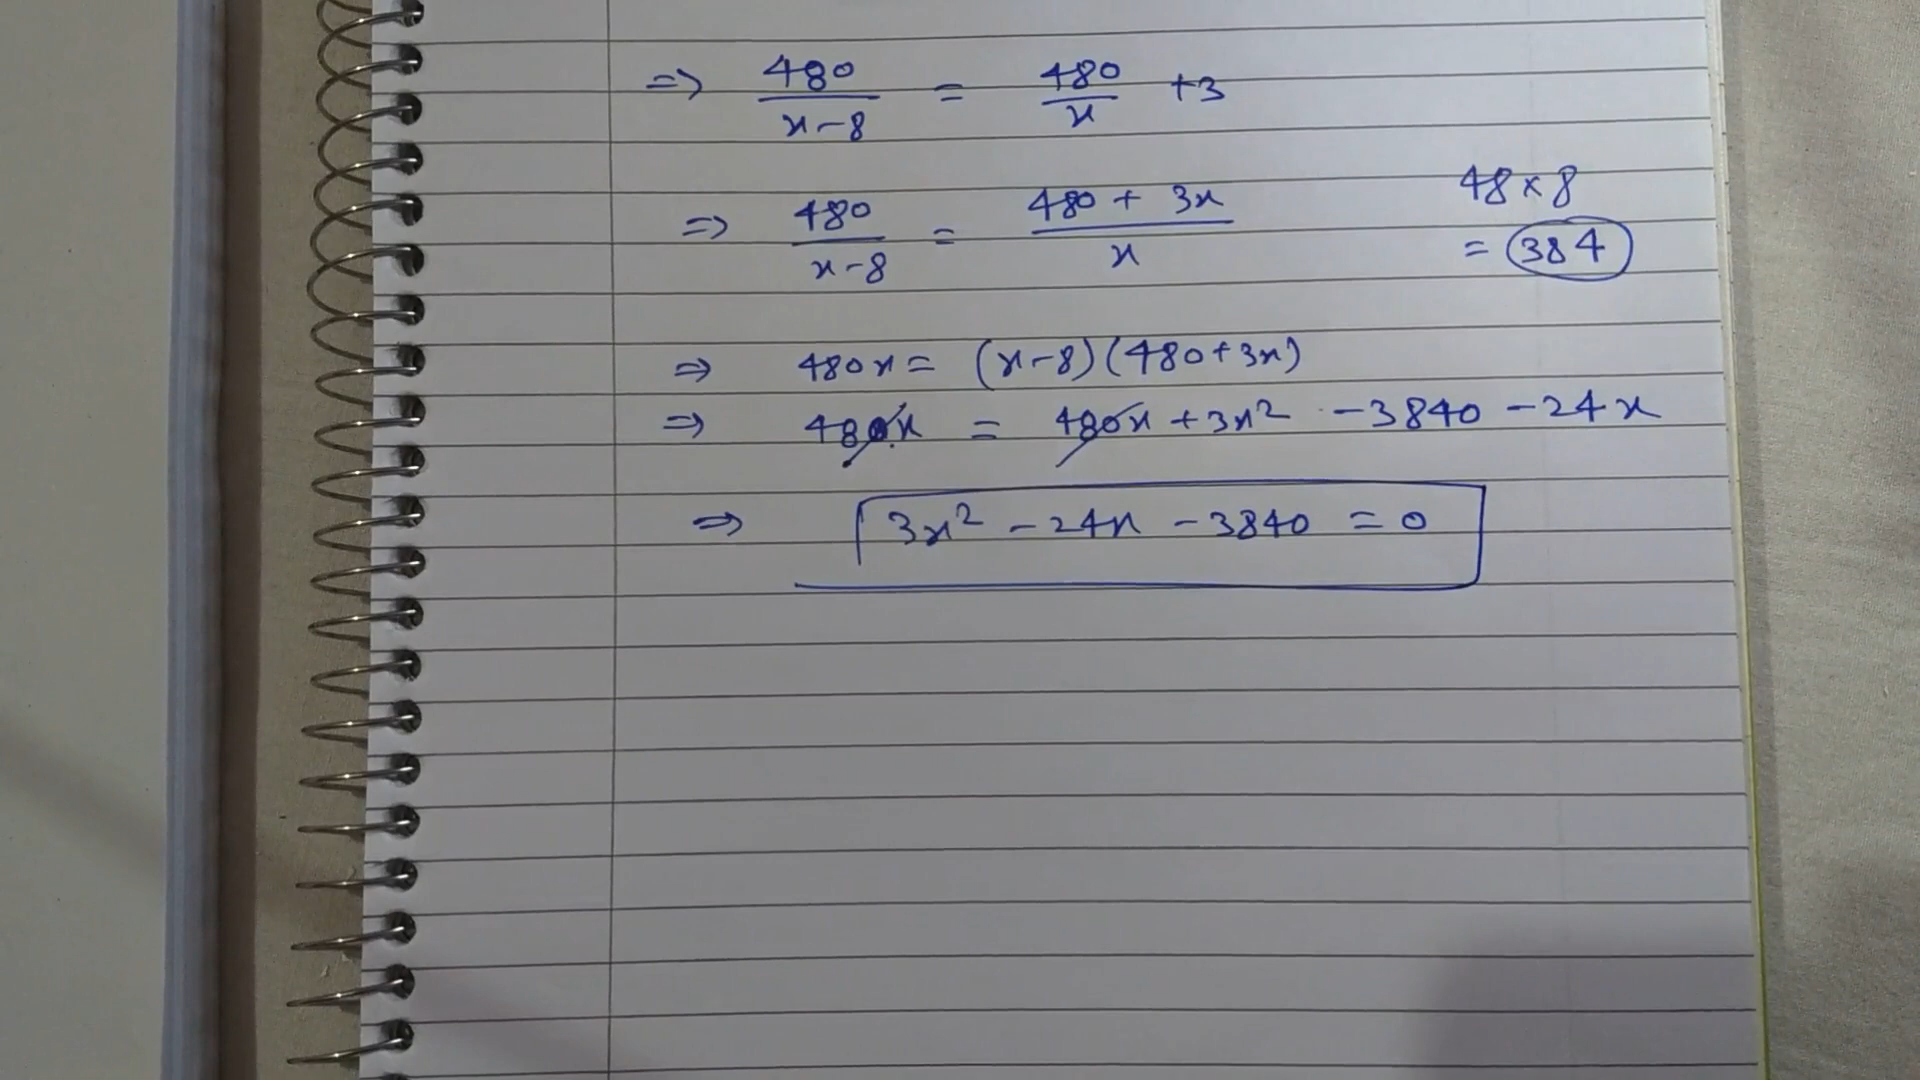 ⇒ 480/(x-8) = 480/x +3
⇒ 480/(x-8) = (480 + 3x)/x
48 × 8
= 384
⇒ 480x = (x-8)(480+3x)
⇒ 480x = 480x + 3x² - 3840 - 24x
⇒ 3x² - 24x - 3840 = 0